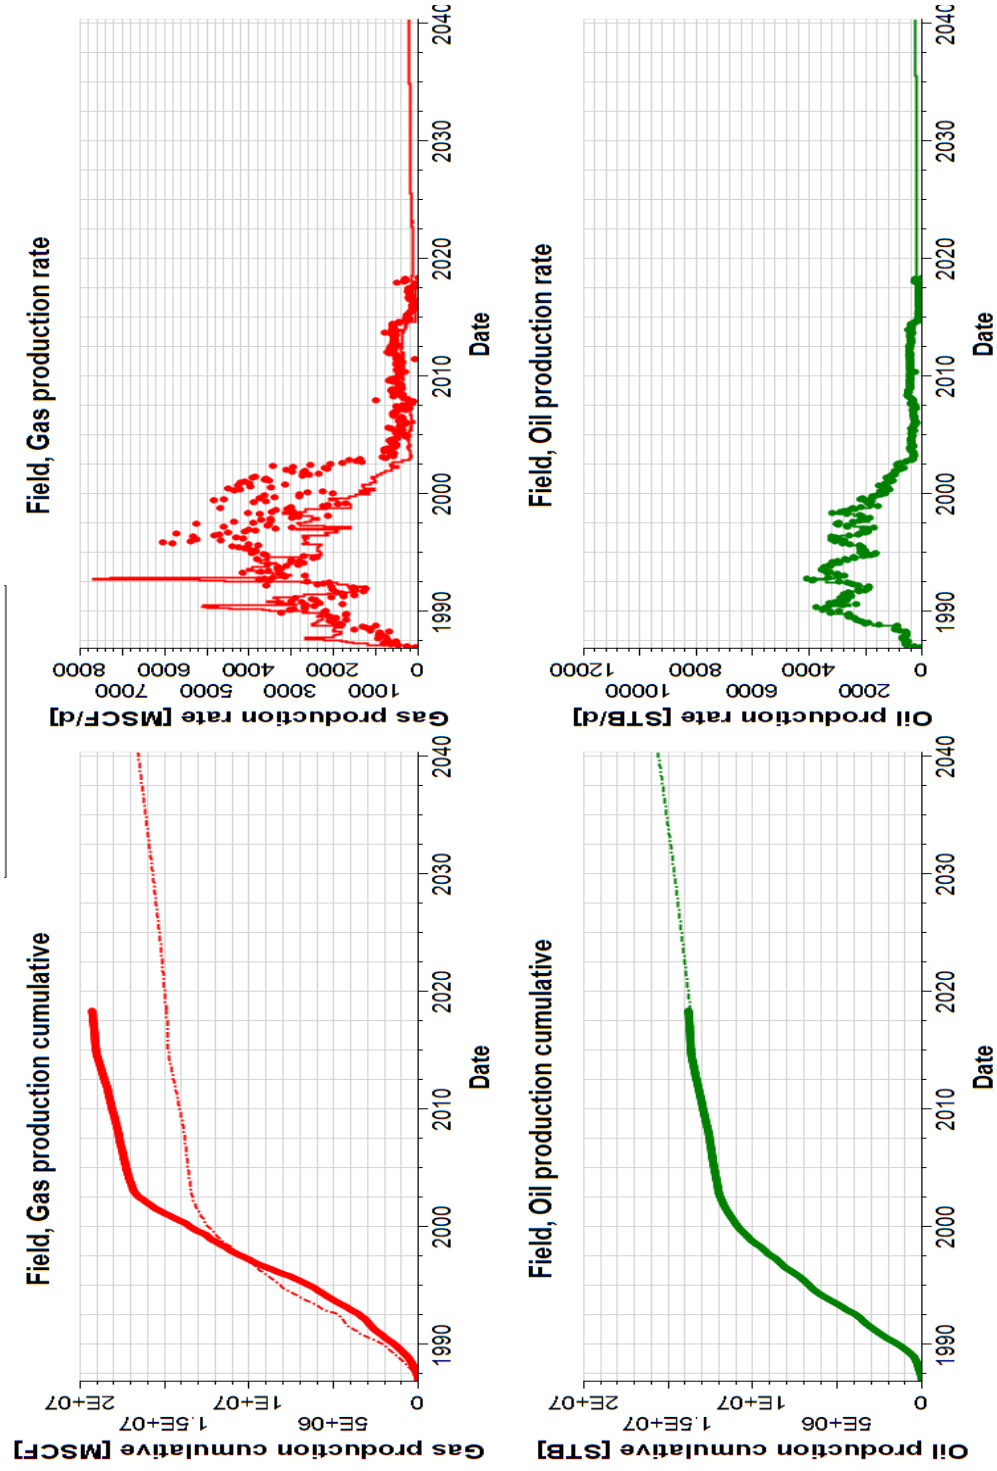 Field, Gas production cumulative
Gas production cumulative [MSCF]
2E+07
1.5E+07
1E+07
5E+06
0
1990 2000 2010 2020 2030 2040
Date
Field, Gas production rate
Gas production rate [MSCF/d]
8000
7000
6000
5000
4000
3000
2000
1000
0
1990 2000 2010 2020 2030 2040
Date
Field, Oil production cumulative
Oil production cumulative [STB]
2E+07
1.5E+07
1E+07
5E+06
0
1990 2000 2010 2020 2030 2040
Date
Field, Oil production rate
Oil production rate [STB/d]
12000
10000
8000
6000
4000
2000
0
1990 2000 2010 2020 2030 2040
Date